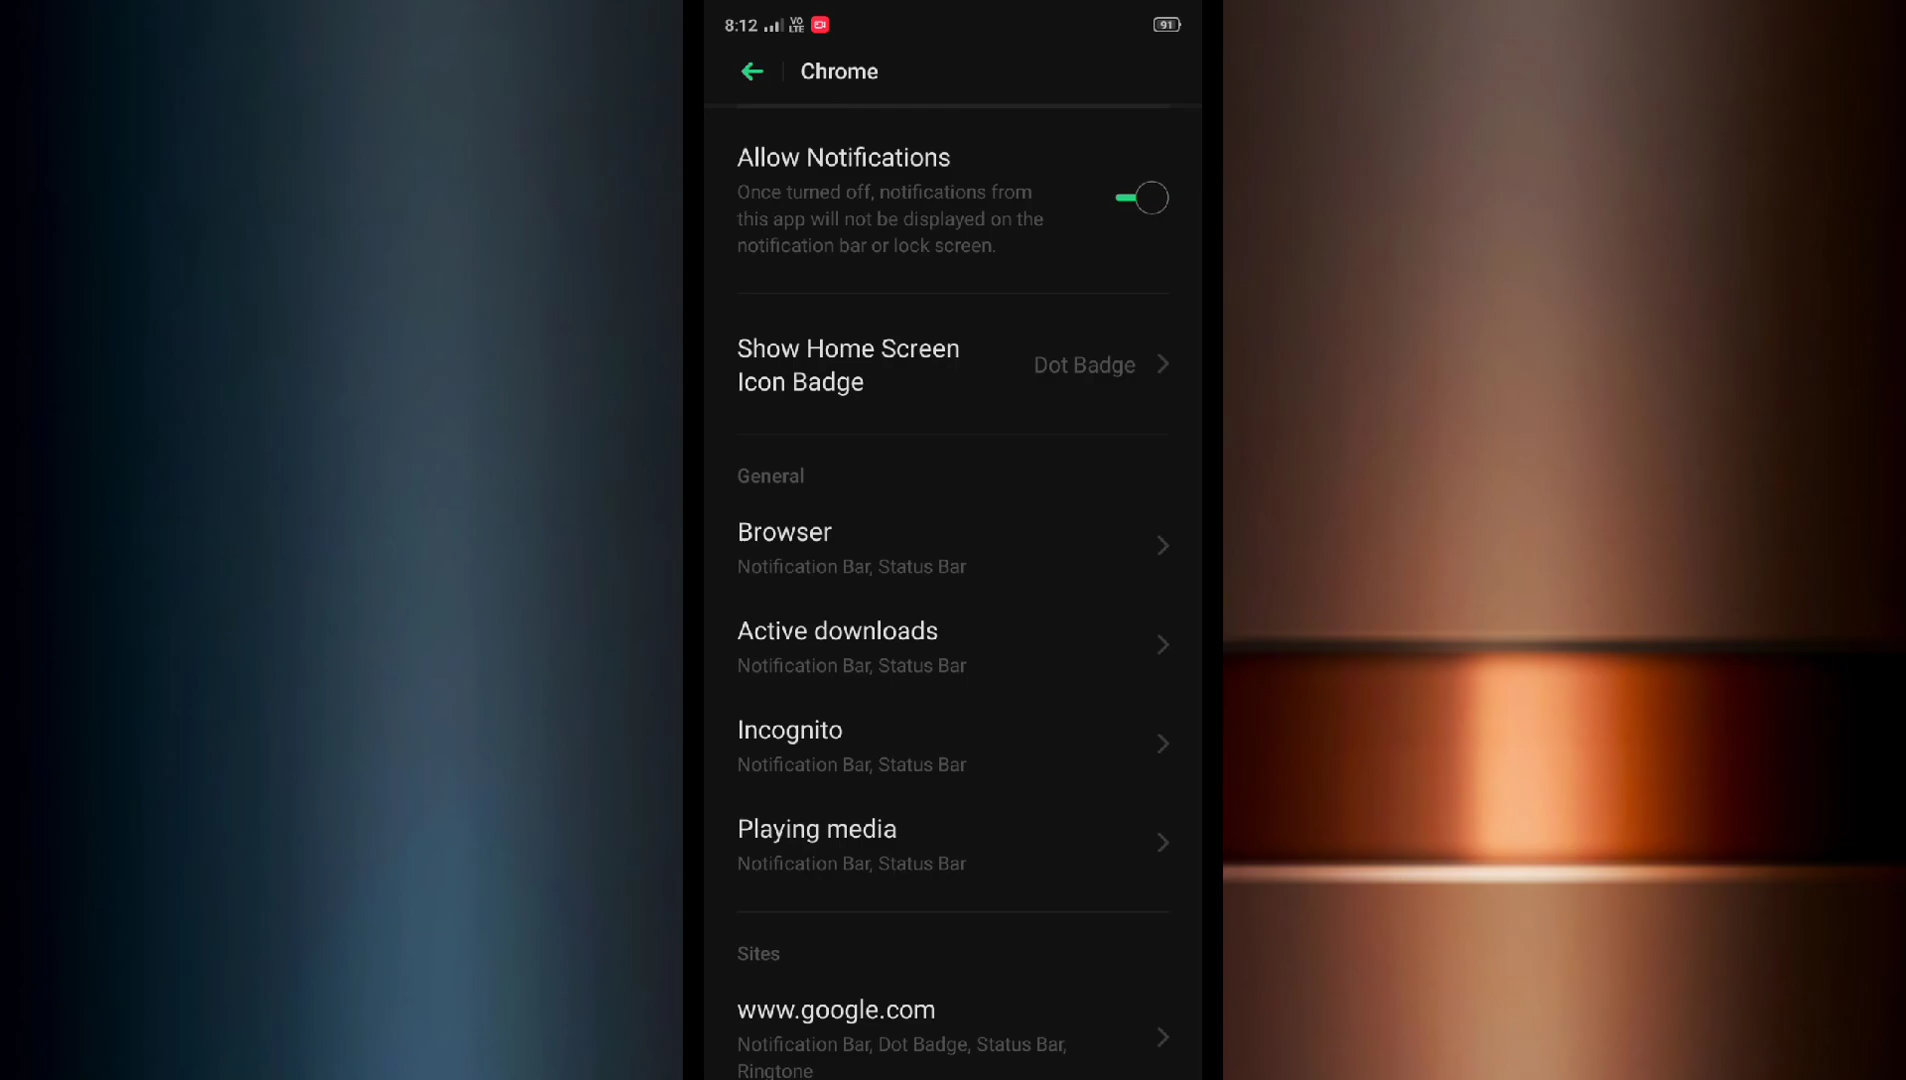 8:12 VO LTE 91
Chrome
Allow Notifications
Once turned off, notifications from
this app will not be displayed on the
notification bar or lock screen.
Show Home Screen
Icon Badge
Dot Badge
General
Browser
Notification Bar, Status Bar
Active downloads
Notification Bar, Status Bar
Incognito
Notification Bar, Status Bar
Playing media
Notification Bar, Status Bar
Sites
www.google.com
Notification Bar, Dot Badge, Status Bar,
Ringtone